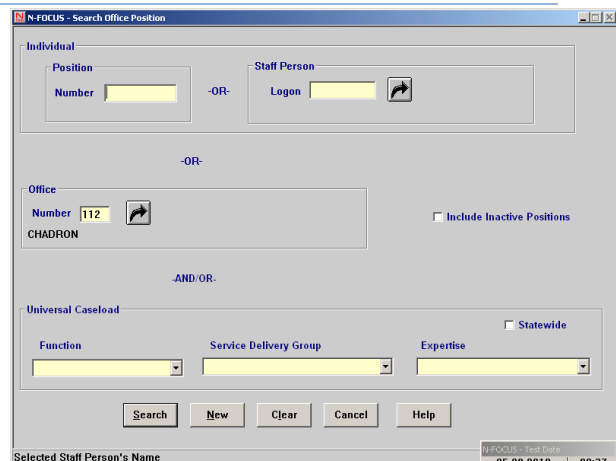 N-FOCUS - Search Office Position
Individual
Position
Staff Person
Number
-OR-
Logon
-OR-
Office
Number 112
Include Inactive Positions
CHADRON
-AND/OR-
Universal Caseload
Statewide
Function
Service Delivery Group
Expertise
Search
New
Clear
Cancel
Help
N-FOCUS - Test Date
Selected Staff Person's Name